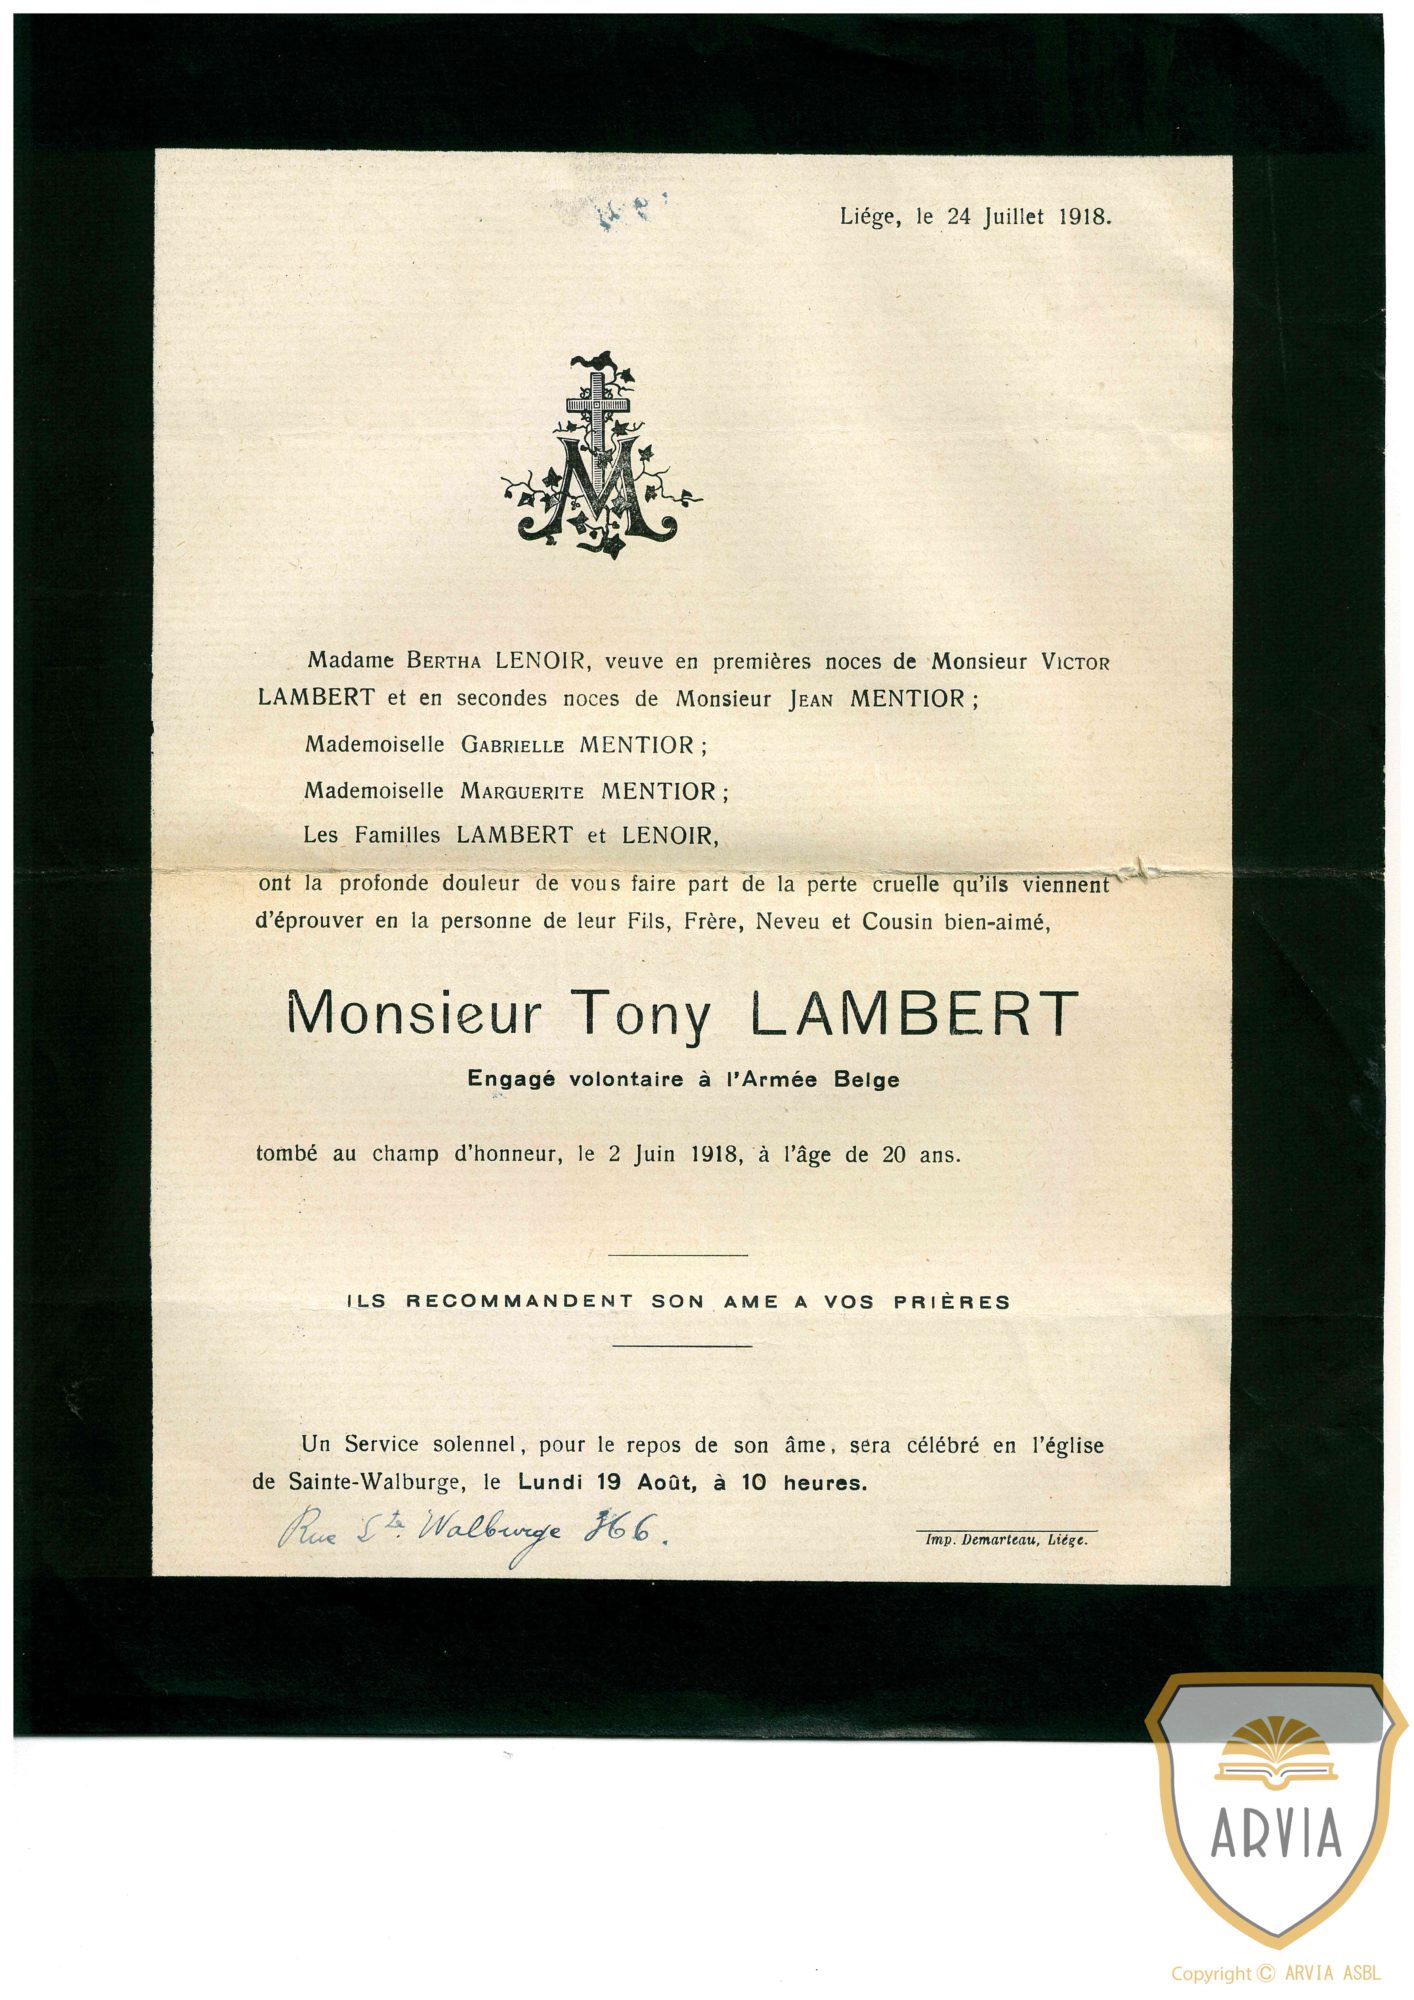 Liége, le 24 Juillet 1918.
M
Madame BERTHA LENOIR, veuve en premières noces de Monsieur VICTOR
LAMBERT et en secondes noces de Monsieur JEAN MENTIOR ;
Mademoiselle GABRIELLE MENTIOR ;
Mademoiselle MARGUERITE MENTIOR ;
Les Familles LAMBERT et LENOIR,
ont la profonde douleur de vous faire part de la perte cruelle qu'ils viennent
d'éprouver en la personne de leur Fils, Frère, Neveu et Cousin bien-aimé,
Monsieur Tony LAMBERT
Engagé volontaire à l'Armée Belge
tombé au champ d'honneur, le 2 Juin 1918, à l'âge de 20 ans.
ILS RECOMMANDENT SON AME A VOS PRIÈRES
Un Service solennel, pour le repos de son âme, sera célébré en l'église
de Sainte-Walburge, le Lundi 19 Août, à 10 heures.
Rue Ste. Walburge 366.
Imp. Demarteau, Liége.
ARVIA
Copyright © ARVIA ASBL